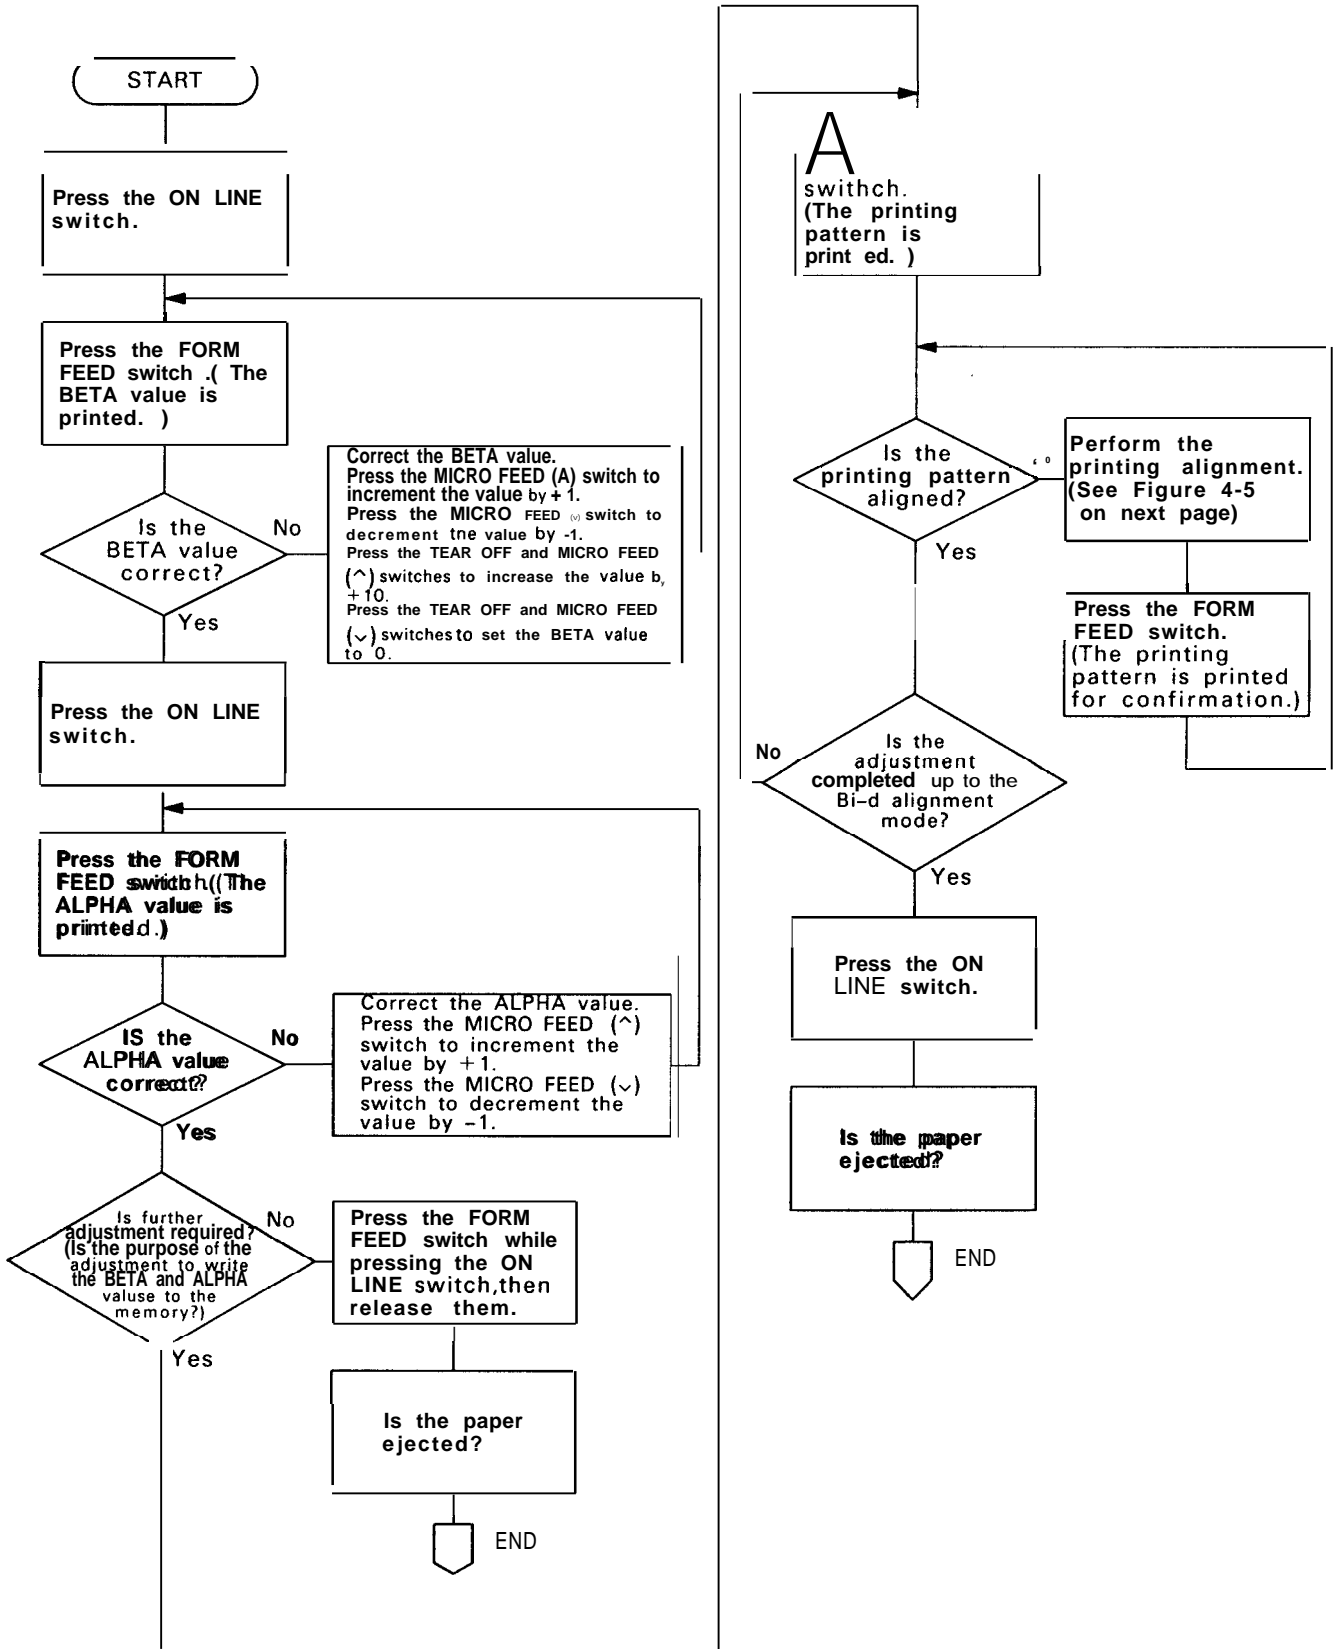 START
Press the ON LINE
switch.
Press the FORM
FEED switch .( The
BETA value is
printed. )
Is the
BETA value
correct?
No
Yes
Correct the BETA value.
Press the MICRO FEED (A) switch to
increment the value by + 1.
Press the MICRO FEED (v) switch to
decrement tne value by -1.
Press the TEAR OFF and MICRO FEED
(^) switches to increase the value by
+10.
Press the TEAR OFF and MICRO FEED
(v) switches to set the BETA value
to 0.
Press the ON LINE
switch.
Press the FORM
FEED switch.(The
ALPHA value is
printed.)
IS the
ALPHA value
correct?
No
Yes
Correct the ALPHA value.
Press the MICRO FEED (^)
switch to increment the
value by +1.
Press the MICRO FEED (v)
switch to decrement the
value by -1.
Is further
adjustment required?
(Is the purpose of the
adjustment to write
the BETA and ALPHA
valuse to the
memory?)
No
Yes
Press the FORM
FEED switch while
pressing the ON
LINE switch,then
release them.
Is the paper
ejected?
END
A
swithch.
(The printing
pattern is
print ed. )
Is the
printing pattern
aligned?
Yes
Perform the
printing alignment.
(See Figure 4-5
on next page)
Press the FORM
FEED switch.
(The printing
pattern is printed
for confirmation.)
Is the
adjustment
completed up to the
Bi-d alignment
mode?
No
Yes
Press the ON
LINE switch.
Is the paper
ejected?
END